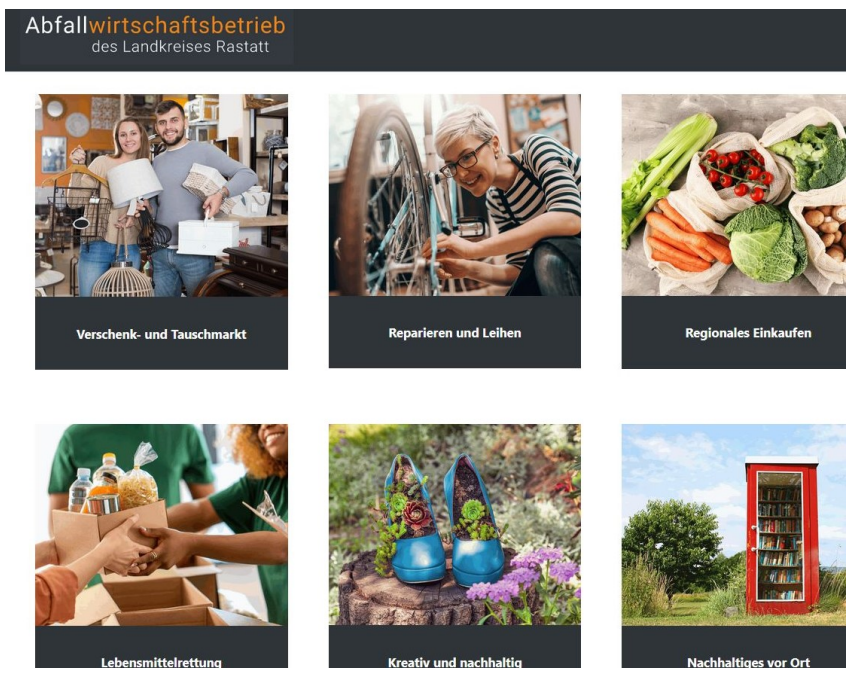 Abfallwirtschaftsbetrieb
des Landkreises Rastatt
Verschenk- und Tauschmarkt
Reparieren und Leihen
Regionales Einkaufen
Lebensmittelrettung
Kreativ und nachhaltig
Nachhaltiges vor Ort